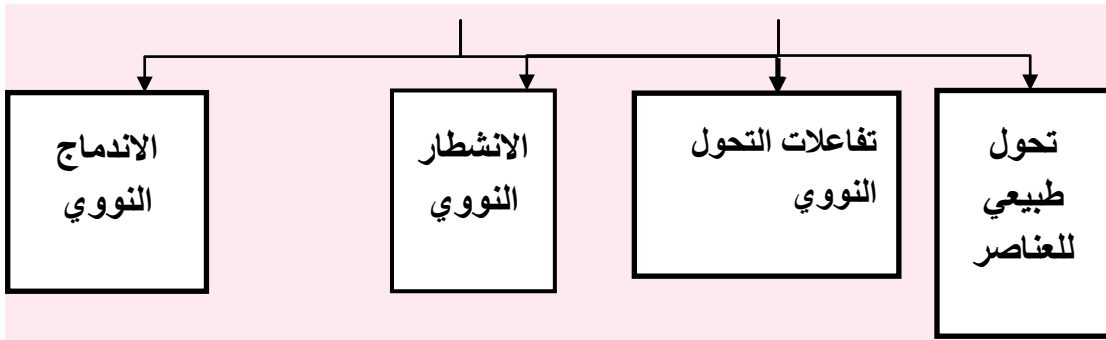 تحول
طبيعي
للعناصر
تفاعلات التحول
النووي
الانشطار
النووي
الاندماج
النووي